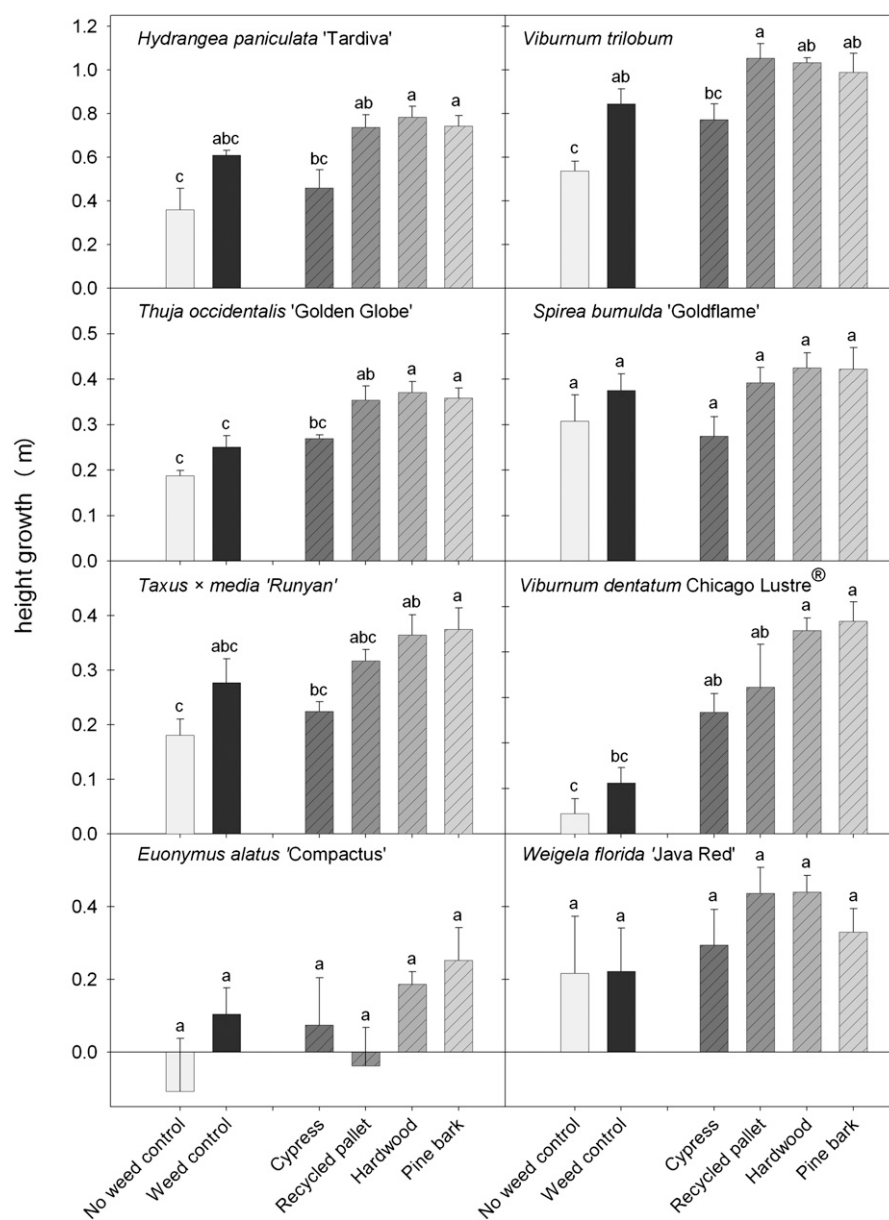 height growth ( m)
Hydrangea paniculata 'Tardiva'
1.2
1.0
0.8
0.6
0.4
0.2
0.0
c
abc
bc
ab
a
a
Viburnum trilobum
c
ab
bc
a
ab
ab
Thuja occidentalis 'Golden Globe'
0.5
0.4
0.3
0.2
0.1
0.0
c
c
bc
ab
a
a
Spirea bumulda 'Goldflame'
a
a
a
a
a
a
Taxus × media 'Runyan'
0.4
0.3
0.2
0.1
0.0
c
abc
bc
abc
ab
a
Viburnum dentatum Chicago Lustre®
c
bc
ab
ab
a
a
Euonymus alatus 'Compactus'
0.4
0.2
0.0
a
a
a
a
a
a
Weigela florida 'Java Red'
a
a
a
a
a
a
No weed control
Weed control
Cypress
Recycled pallet
Hardwood
Pine bark
No weed control
Weed control
Cypress
Recycled pallet
Hardwood
Pine bark